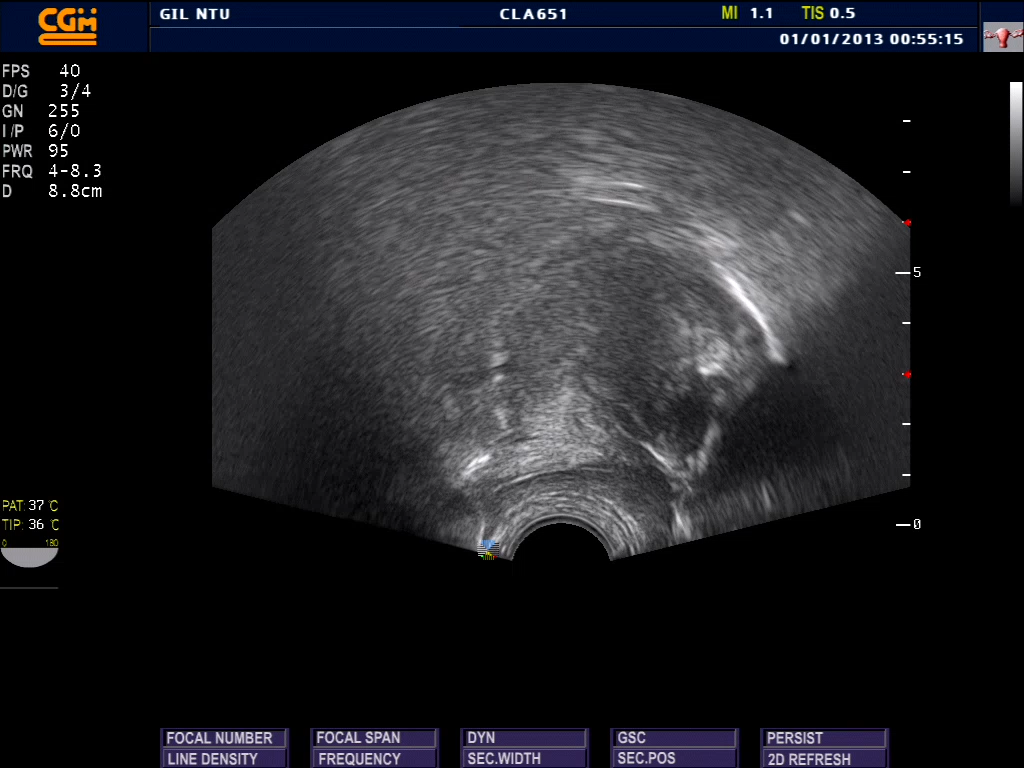 CGM
GIL NTU
CLA651
MI 1.1
TIS 0.5
01/01/2013 00:55:15
FPS 40
D/G 3/4
GN 255
I/P 6/0
PWR 95
FRQ 4-8.3
D 8.8cm
5
PAT: 37 °C
TIP: 36 °C
0 180
0
FOCAL NUMBER
FOCAL SPAN
DYN
GSC
PERSIST
LINE DENSITY
FREQUENCY
SEC.WIDTH
SEC.POS
2D REFRESH